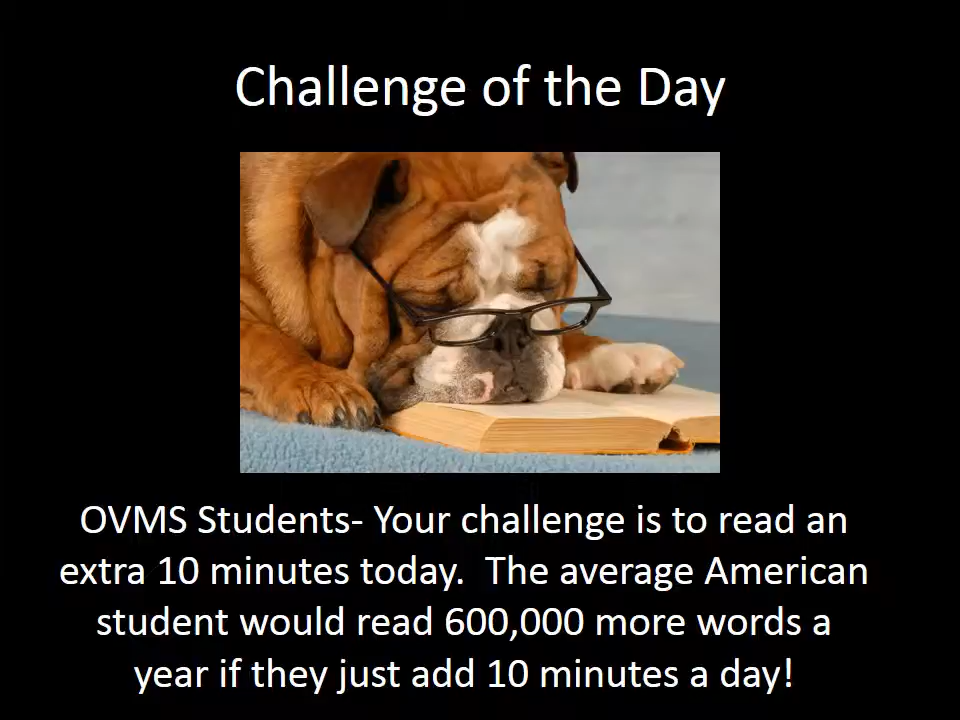 Challenge of the Day
OVMS Students- Your challenge is to read an
extra 10 minutes today.  The average American
student would read 600,000 more words a
year if they just add 10 minutes a day!